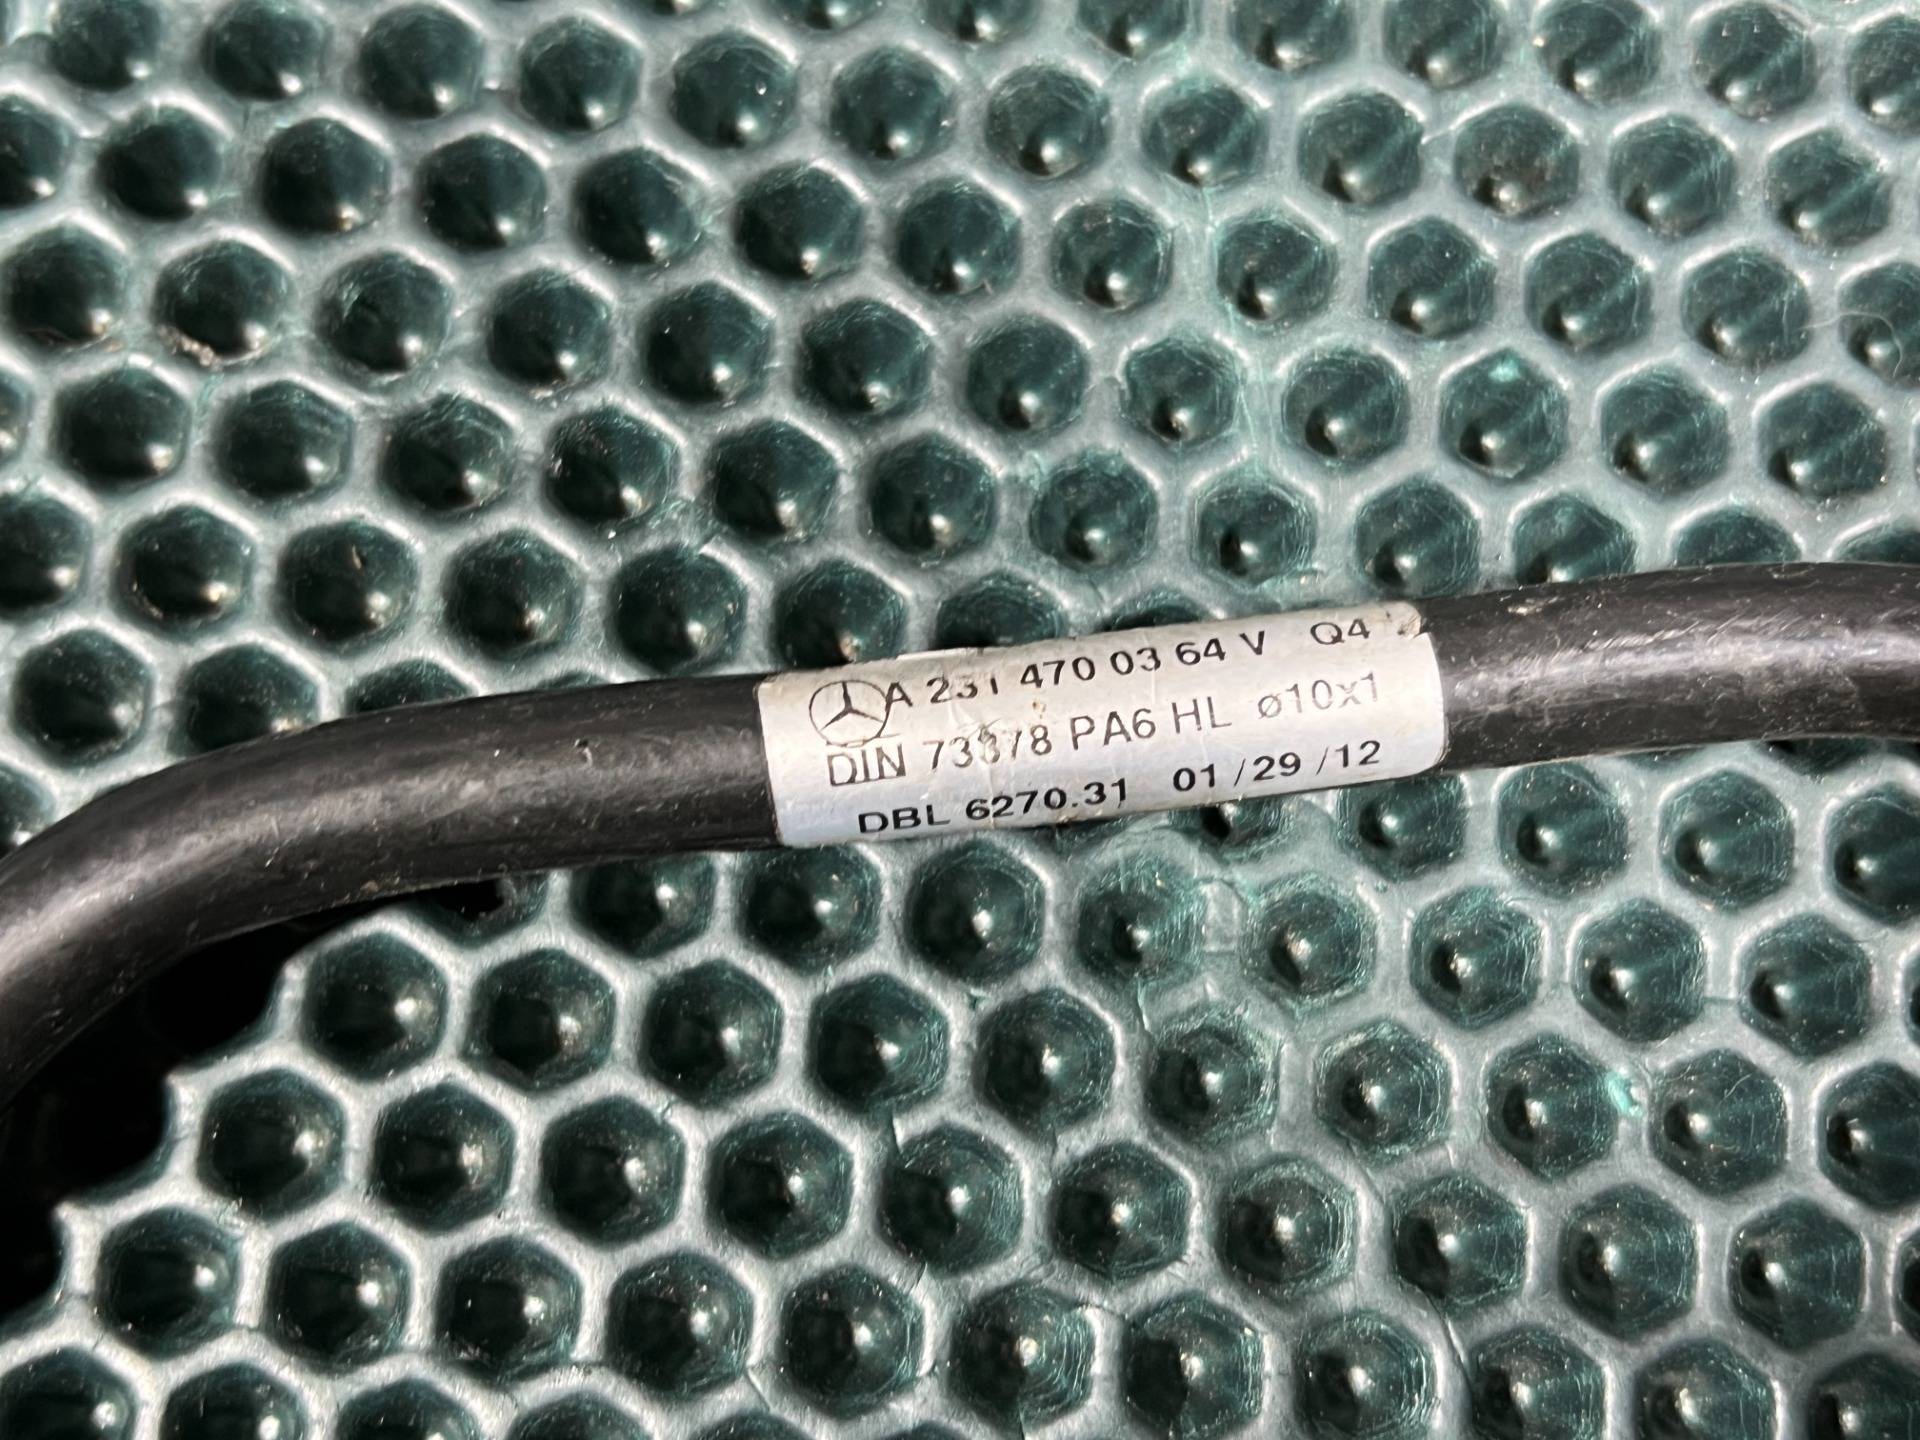 A 231 470 03 64 V Q4
DIN 73378 PA6 HL ø10x1
DBL 6270.31 01/29/12